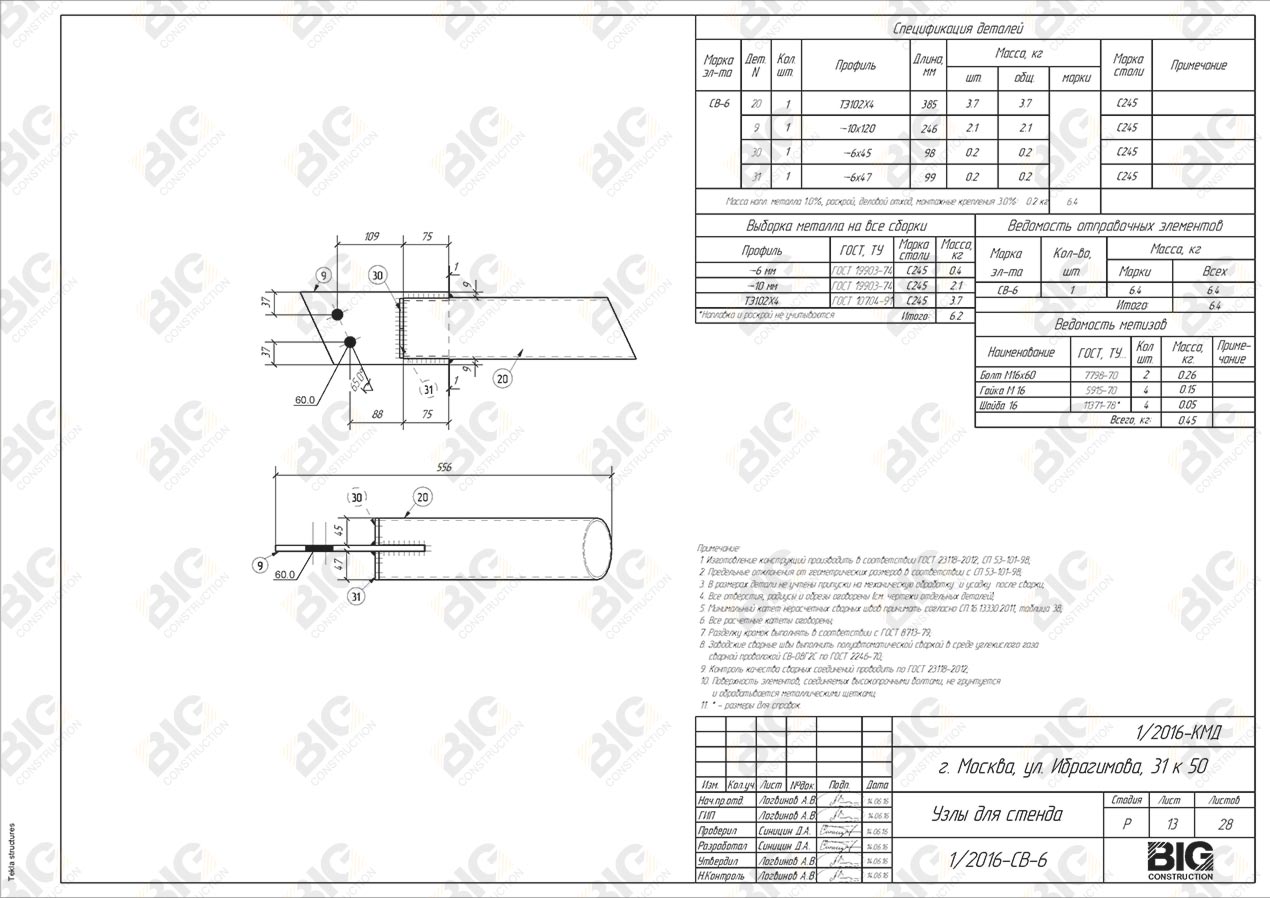 Спецификация деталей
Марка эл-та Дет. N Кол. шт. Профиль Длина, мм Масса, кг Марка стали Примечание
шт. общ. марки
СВ-6 20 1 ТЭ102Х4 385 3.7 3.7 С245
9 1 —10х120 246 2.1 2.1 С245
30 1 —6х45 98 0.2 0.2 С245
31 1 —6х47 99 0.2 0.2 С245
Масса напл. металла 1.0%, раскрой, деловой отход, монтажные крепления 3.0%: 0.2 кг 6.4
Выборка металла на все сборки
Профиль ГОСТ, ТУ Марка стали Масса, кг
—6 мм ГОСТ 19903-74 С245 0.4
—10 мм ГОСТ 19903-74 С245 2.1
ТЭ102Х4 ГОСТ 10704-91 С245 3.7
*Наплавка и раскрой не учитываются Итого: 6.2
Ведомость отправочных элементов
Марка эл-та Кол-во, шт. Масса, кг
Марки Всех
СВ-6 1 6.4 6.4
Итого: 6.4
Ведомость метизов
Наименование ГОСТ, ТУ... Кол шт. Масса, кг. Приме-чание
Болт М16х60 7798-70 2 0.26
Гайка М 16 5915-70 4 0.15
Шайба 16 11371-78* 4 0.05
Всего, кг: 0.45
109 75
9 30 1 9
37
37
60.0 31 1 9 20
88 75
556
30 20
45
9 60.0 47
31
Примечание:
1. Изготовление конструкций производить в соответствии ГОСТ 23118-2012, СП 53-101-98;
2. Предельные отклонения от геометрических размеров в соответствии с СП 53-101-98;
3. В размерах детали не учтены припуски на механическую обработку и усадку после сварки;
4. Все отверстия, радиусы и обрезы оговорены (см. чертежи отдельных деталей);
5. Минимальный катет нерасчетных сварных швов принимать согласно СП 16.13330.2011, таблица 38;
6. Все расчетные катеты оговорены;
7. Разделку кромок выполнять в соответствии с ГОСТ 8713-79;
8. Заводские сварные швы выполнить полуавтоматической сваркой в среде углекислого газа
сварной проволокой СВ-08Г2С по ГОСТ 2246-70;
9. Контроль качества сварных соединений проводить по ГОСТ 23118-2012;
10. Поверхность элементов, соединяемых высокопрочными болтами, не грунтуется
и обрабатывается металлическими щетками;
11. * - размеры для справок.
1/2016-КМД
г. Москва, ул. Ибрагимова, 31 к 50
Изм. Кол.уч Лист №док. Подп. Дата
Нач.пр.отд. Логвинов А.В. 14.06.16
ГИП Логвинов А.В. 14.06.16
Проверил Синицин Д.А. 14.06.16
Разработал Синицин Д.А. 14.06.16
Утвердил Логвинов А.В. 14.06.16
Н.Контроль Логвинов А.В. 14.06.16
Узлы для стенда
Стадия Лист Листов
Р 13 28
1/2016-СВ-6
BIG
CONSTRUCTION
Tekla structures